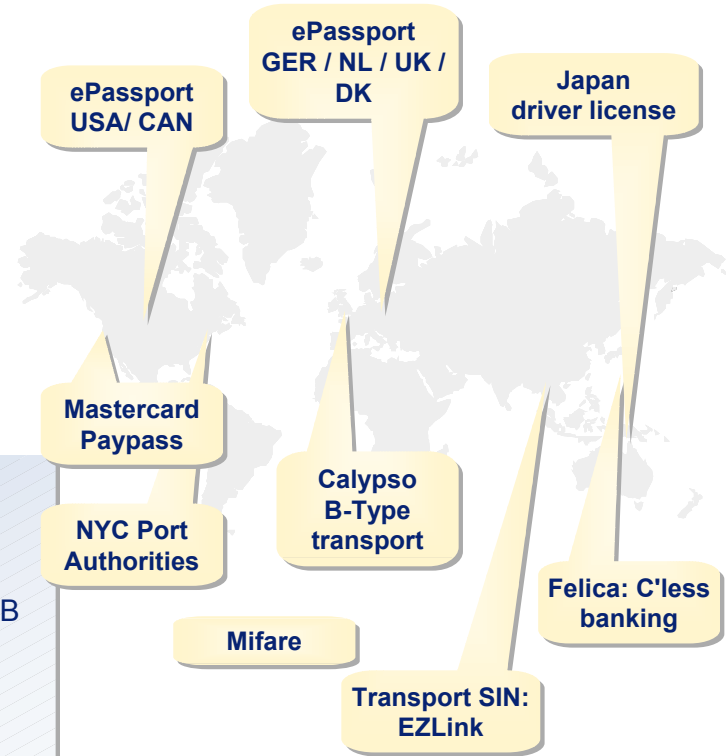 ePassport
GER / NL / UK /
DK
ePassport
USA/ CAN
Japan
driver license
Mastercard
Paypass
Calypso
B-Type
transport
NYC Port
Authorities
Felica: C'less
banking
B
Mifare
Transport SIN:
EZLink